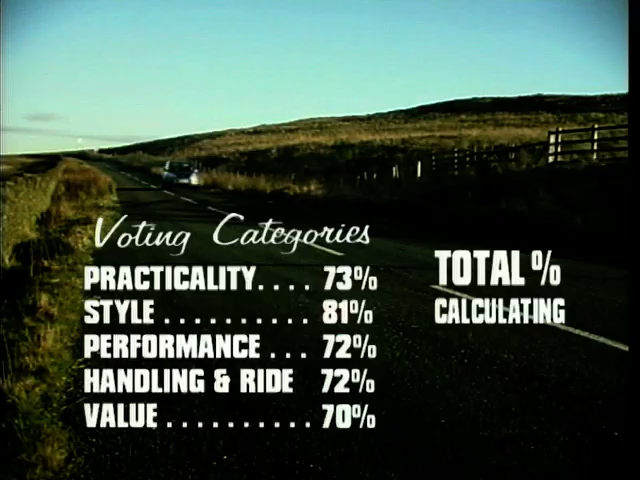 Voting Categories
PRACTICALITY.... 73%
STYLE .......... 81%
PERFORMANCE ... 72%
HANDLING & RIDE 72%
VALUE .......... 70%
TOTAL %
CALCULATING